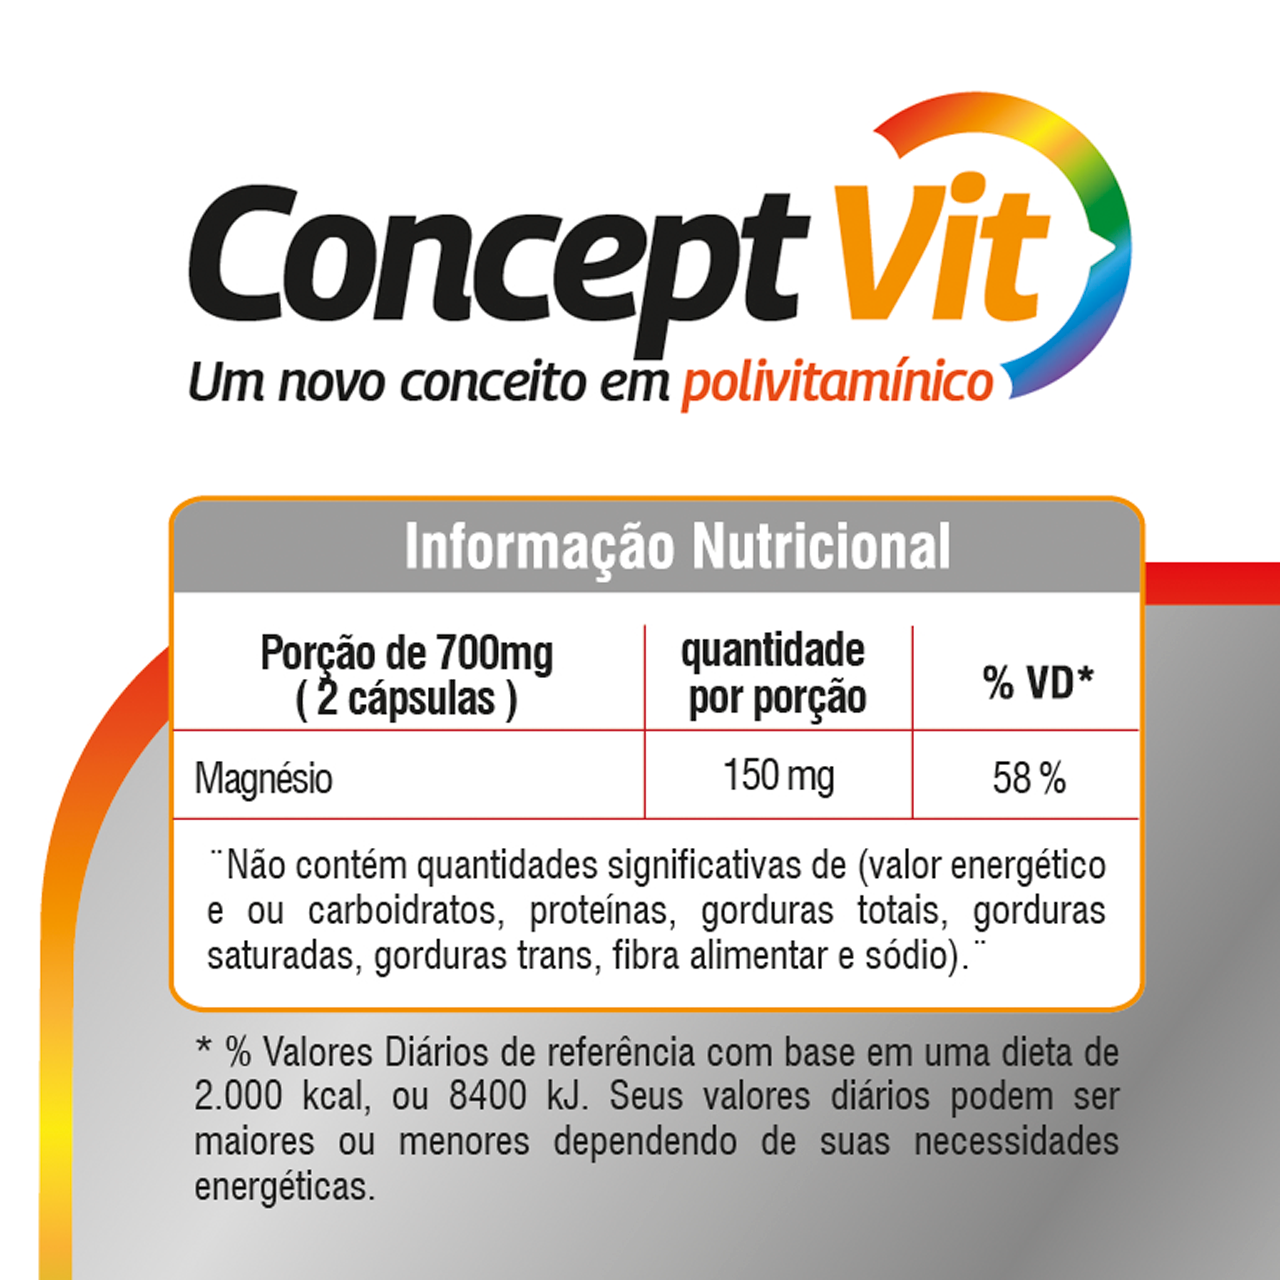 Concept Vit
Um novo conceito em polivitamínico
Informação Nutricional
Porção de 700mg
( 2 cápsulas )
quantidade
por porção
% VD*
Magnésio
150 mg
58 %
¨Não contém quantidades significativas de (valor energético
e ou carboidratos, proteínas, gorduras totais, gorduras
saturadas, gorduras trans, fibra alimentar e sódio).¨
* % Valores Diários de referência com base em uma dieta de
2.000 kcal, ou 8400 kJ. Seus valores diários podem ser
maiores ou menores dependendo de suas necessidades
energéticas.